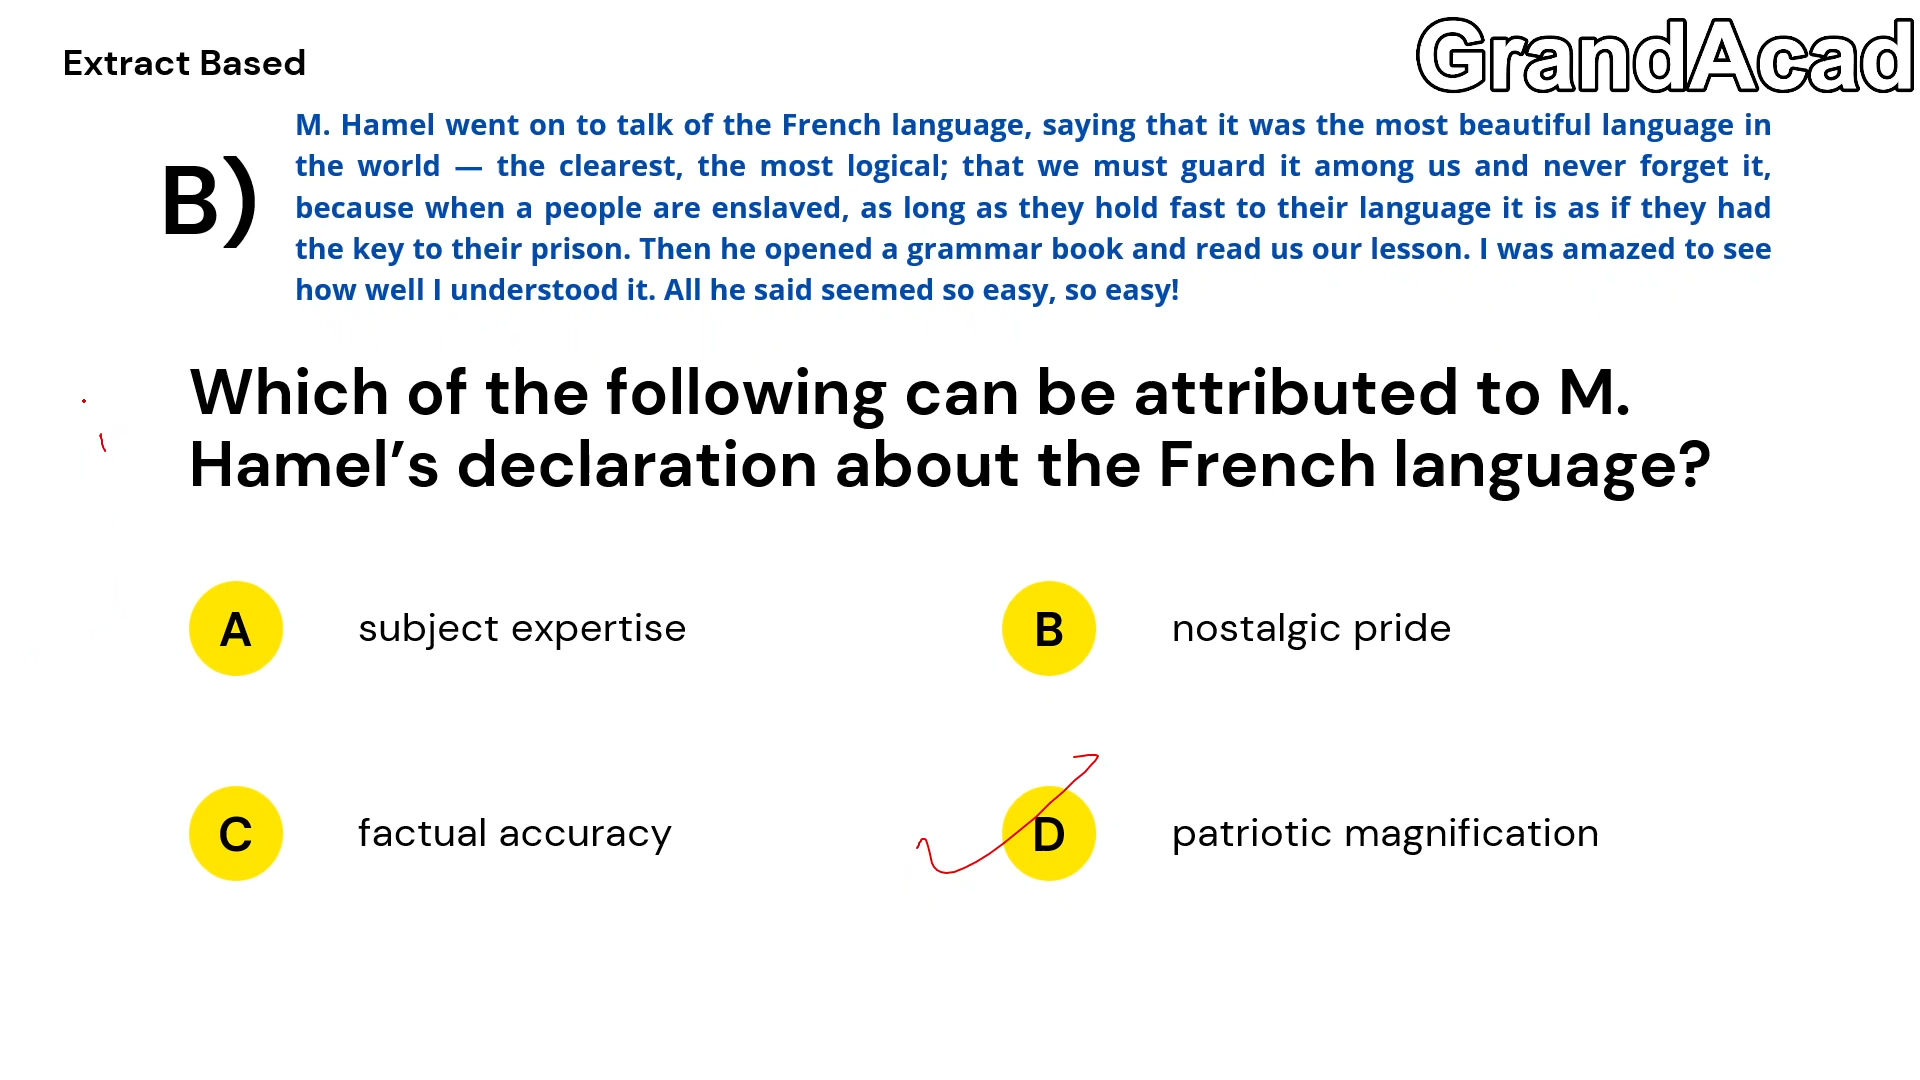 GrandAcad
Extract Based
B)
M. Hamel went on to talk of the French language, saying that it was the most beautiful language in
the world — the clearest, the most logical; that we must guard it among us and never forget it,
because when a people are enslaved, as long as they hold fast to their language it is as if they had
the key to their prison. Then he opened a grammar book and read us our lesson. I was amazed to see
how well I understood it. All he said seemed so easy, so easy!
Which of the following can be attributed to M.
Hamel’s declaration about the French language?
A subject expertise
B nostalgic pride
C factual accuracy
D patriotic magnification